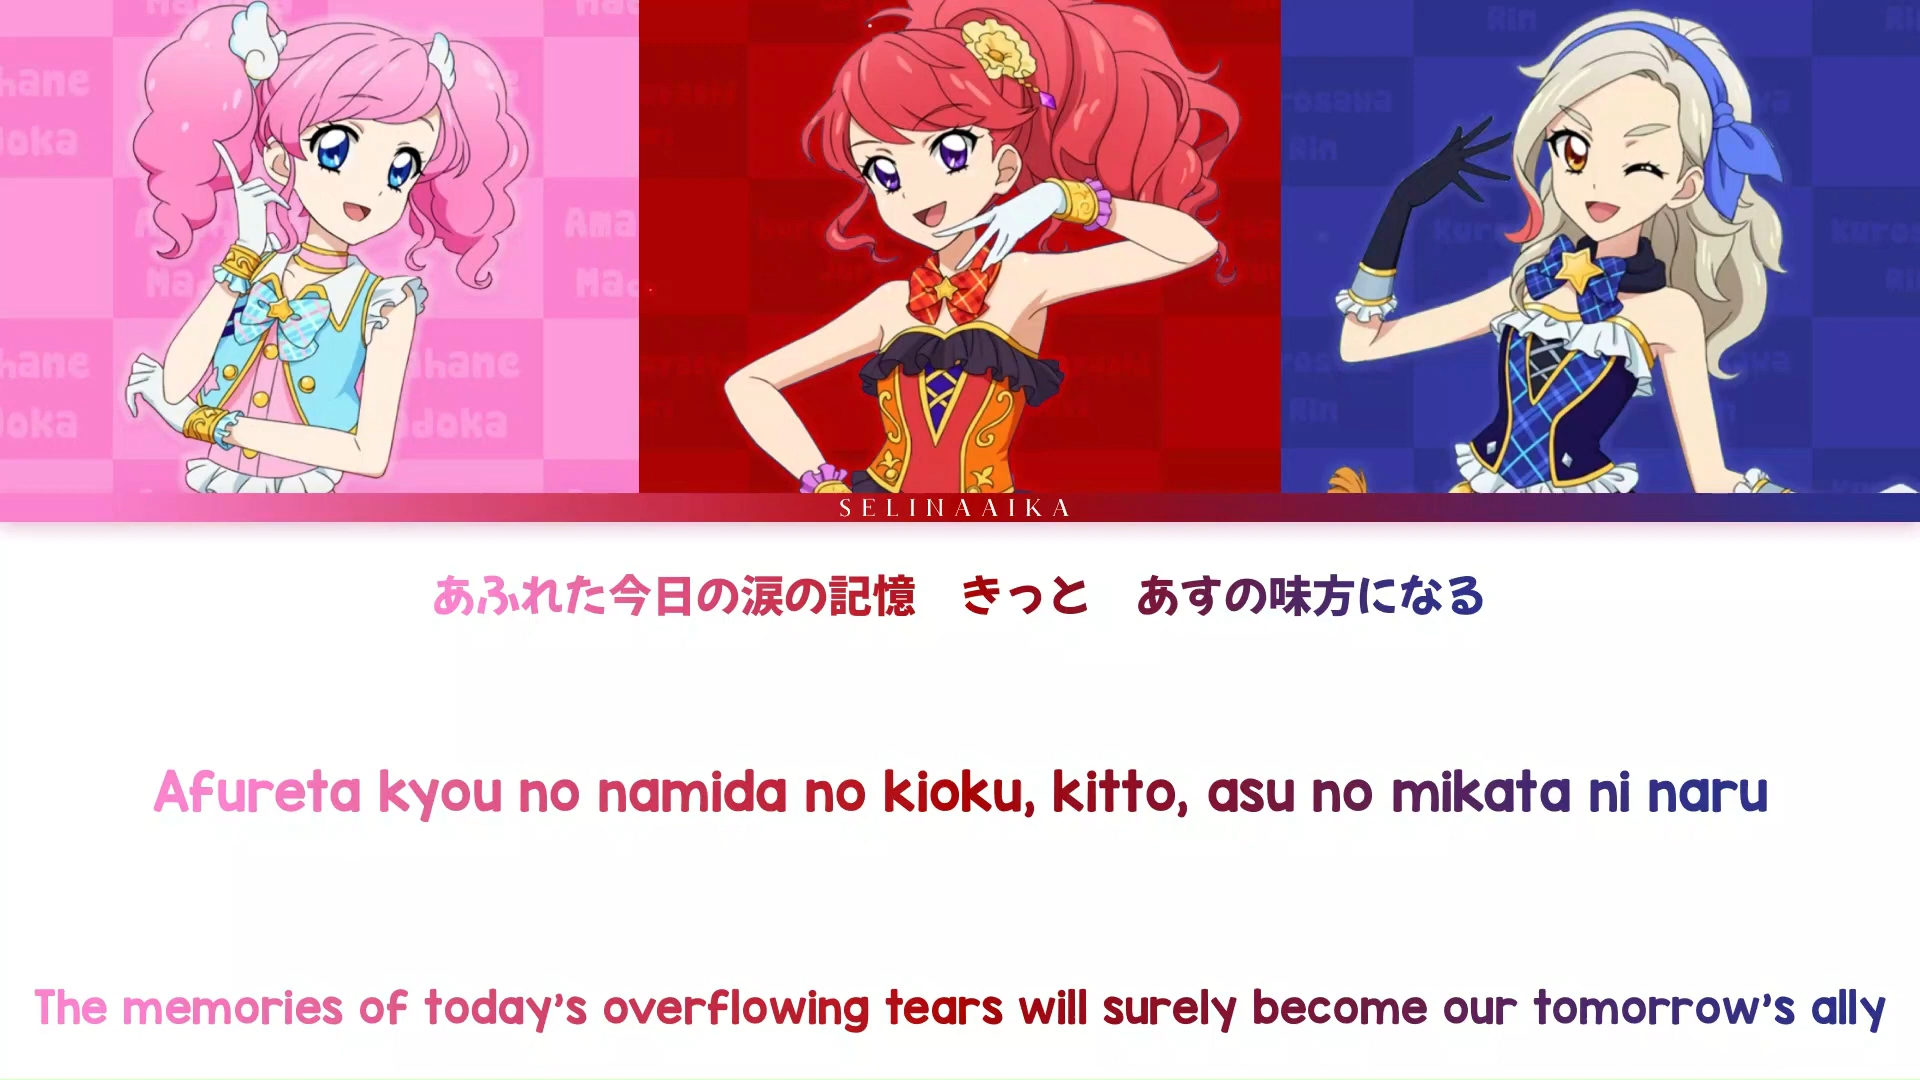 SELINAAIKA
あふれた今日の涙の記憶　きっと　あすの味方になる
Afureta kyou no namida no kioku, kitto, asu no mikata ni naru
The memories of today's overflowing tears will surely become our tomorrow's ally